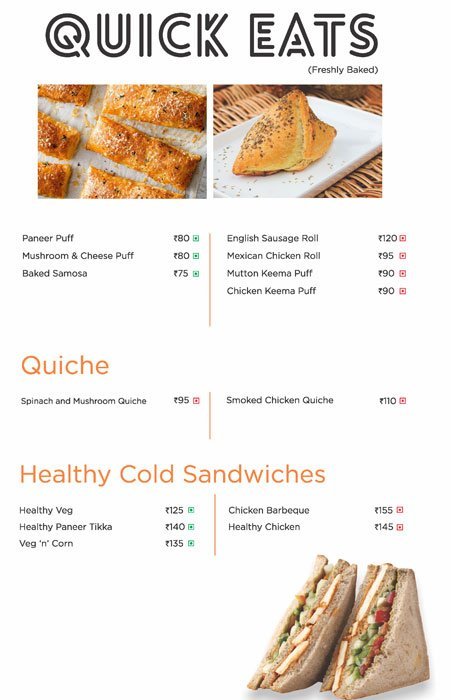 QUICK EATS
(Freshly Baked)
Paneer Puff ₹80
Mushroom & Cheese Puff ₹80
Baked Samosa ₹75
English Sausage Roll ₹120
Mexican Chicken Roll ₹95
Mutton Keema Puff ₹90
Chicken Keema Puff ₹90
Quiche
Spinach and Mushroom Quiche ₹95
Smoked Chicken Quiche ₹110
Healthy Cold Sandwiches
Healthy Veg ₹125
Healthy Paneer Tikka ₹140
Veg ‘n’ Corn ₹135
Chicken Barbeque ₹155
Healthy Chicken ₹145